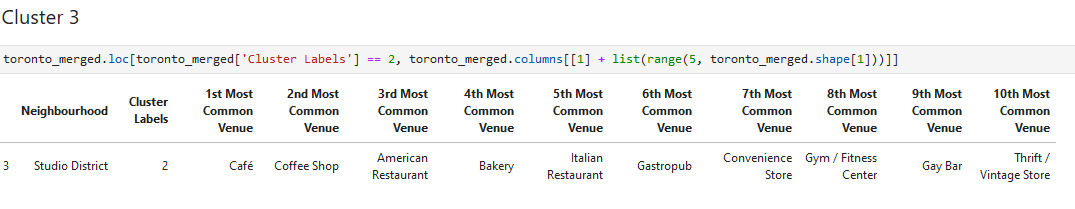 Cluster 3
toronto_merged.loc[toronto_merged['Cluster Labels'] == 2, toronto_merged.columns[[1] + list(range(5, toronto_merged.shape[1]))]]
Neighbourhood Cluster Labels 1st Most Common Venue 2nd Most Common Venue 3rd Most Common Venue 4th Most Common Venue 5th Most Common Venue 6th Most Common Venue 7th Most Common Venue 8th Most Common Venue 9th Most Common Venue 10th Most Common Venue
3 Studio District 2 Café Coffee Shop American Restaurant Bakery Italian Restaurant Gastropub Convenience Store Gym / Fitness Center Gay Bar Thrift / Vintage Store